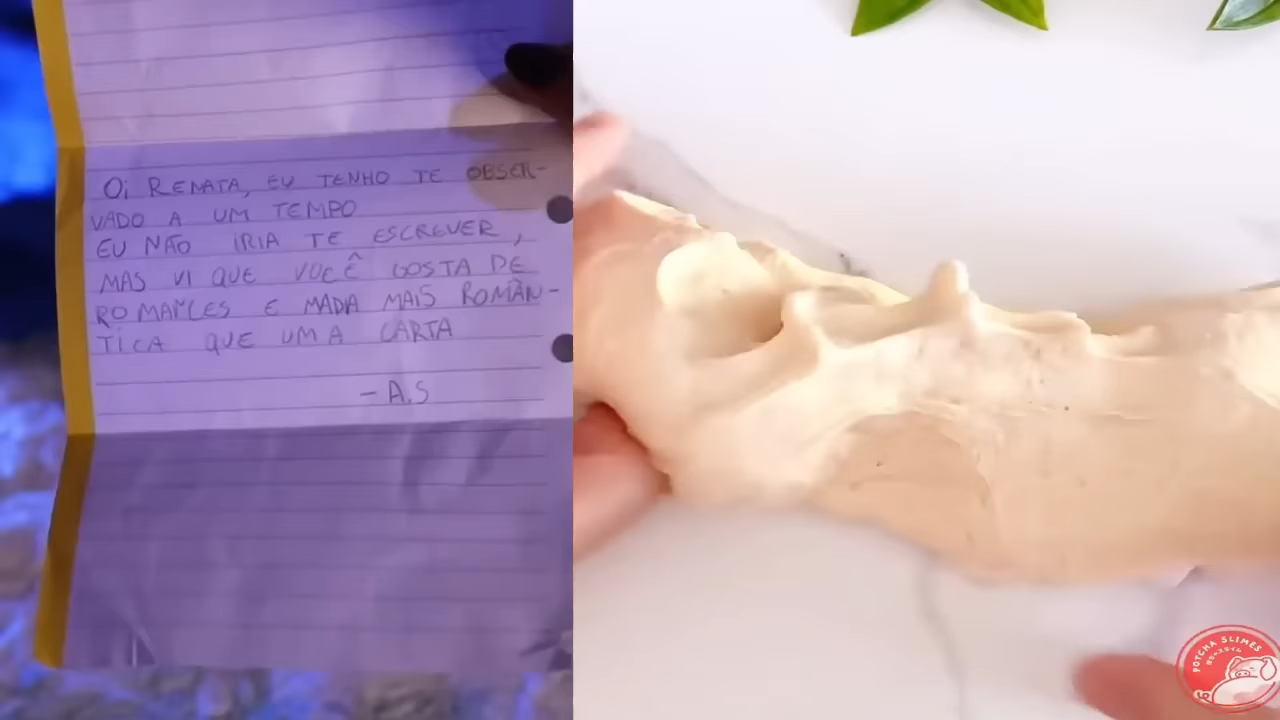 Oi RENATA, EU TENHO TE OBSER-
VADO A UM TEMPO
EU NÃO IRIA TE ESCREVER,
MAS VI QUE VOCÊ GOSTA DE
ROMANCES E NADA MAIS ROMÂN-
TICA QUE UMA CARTA
- A.S
POTCHA SLIMES